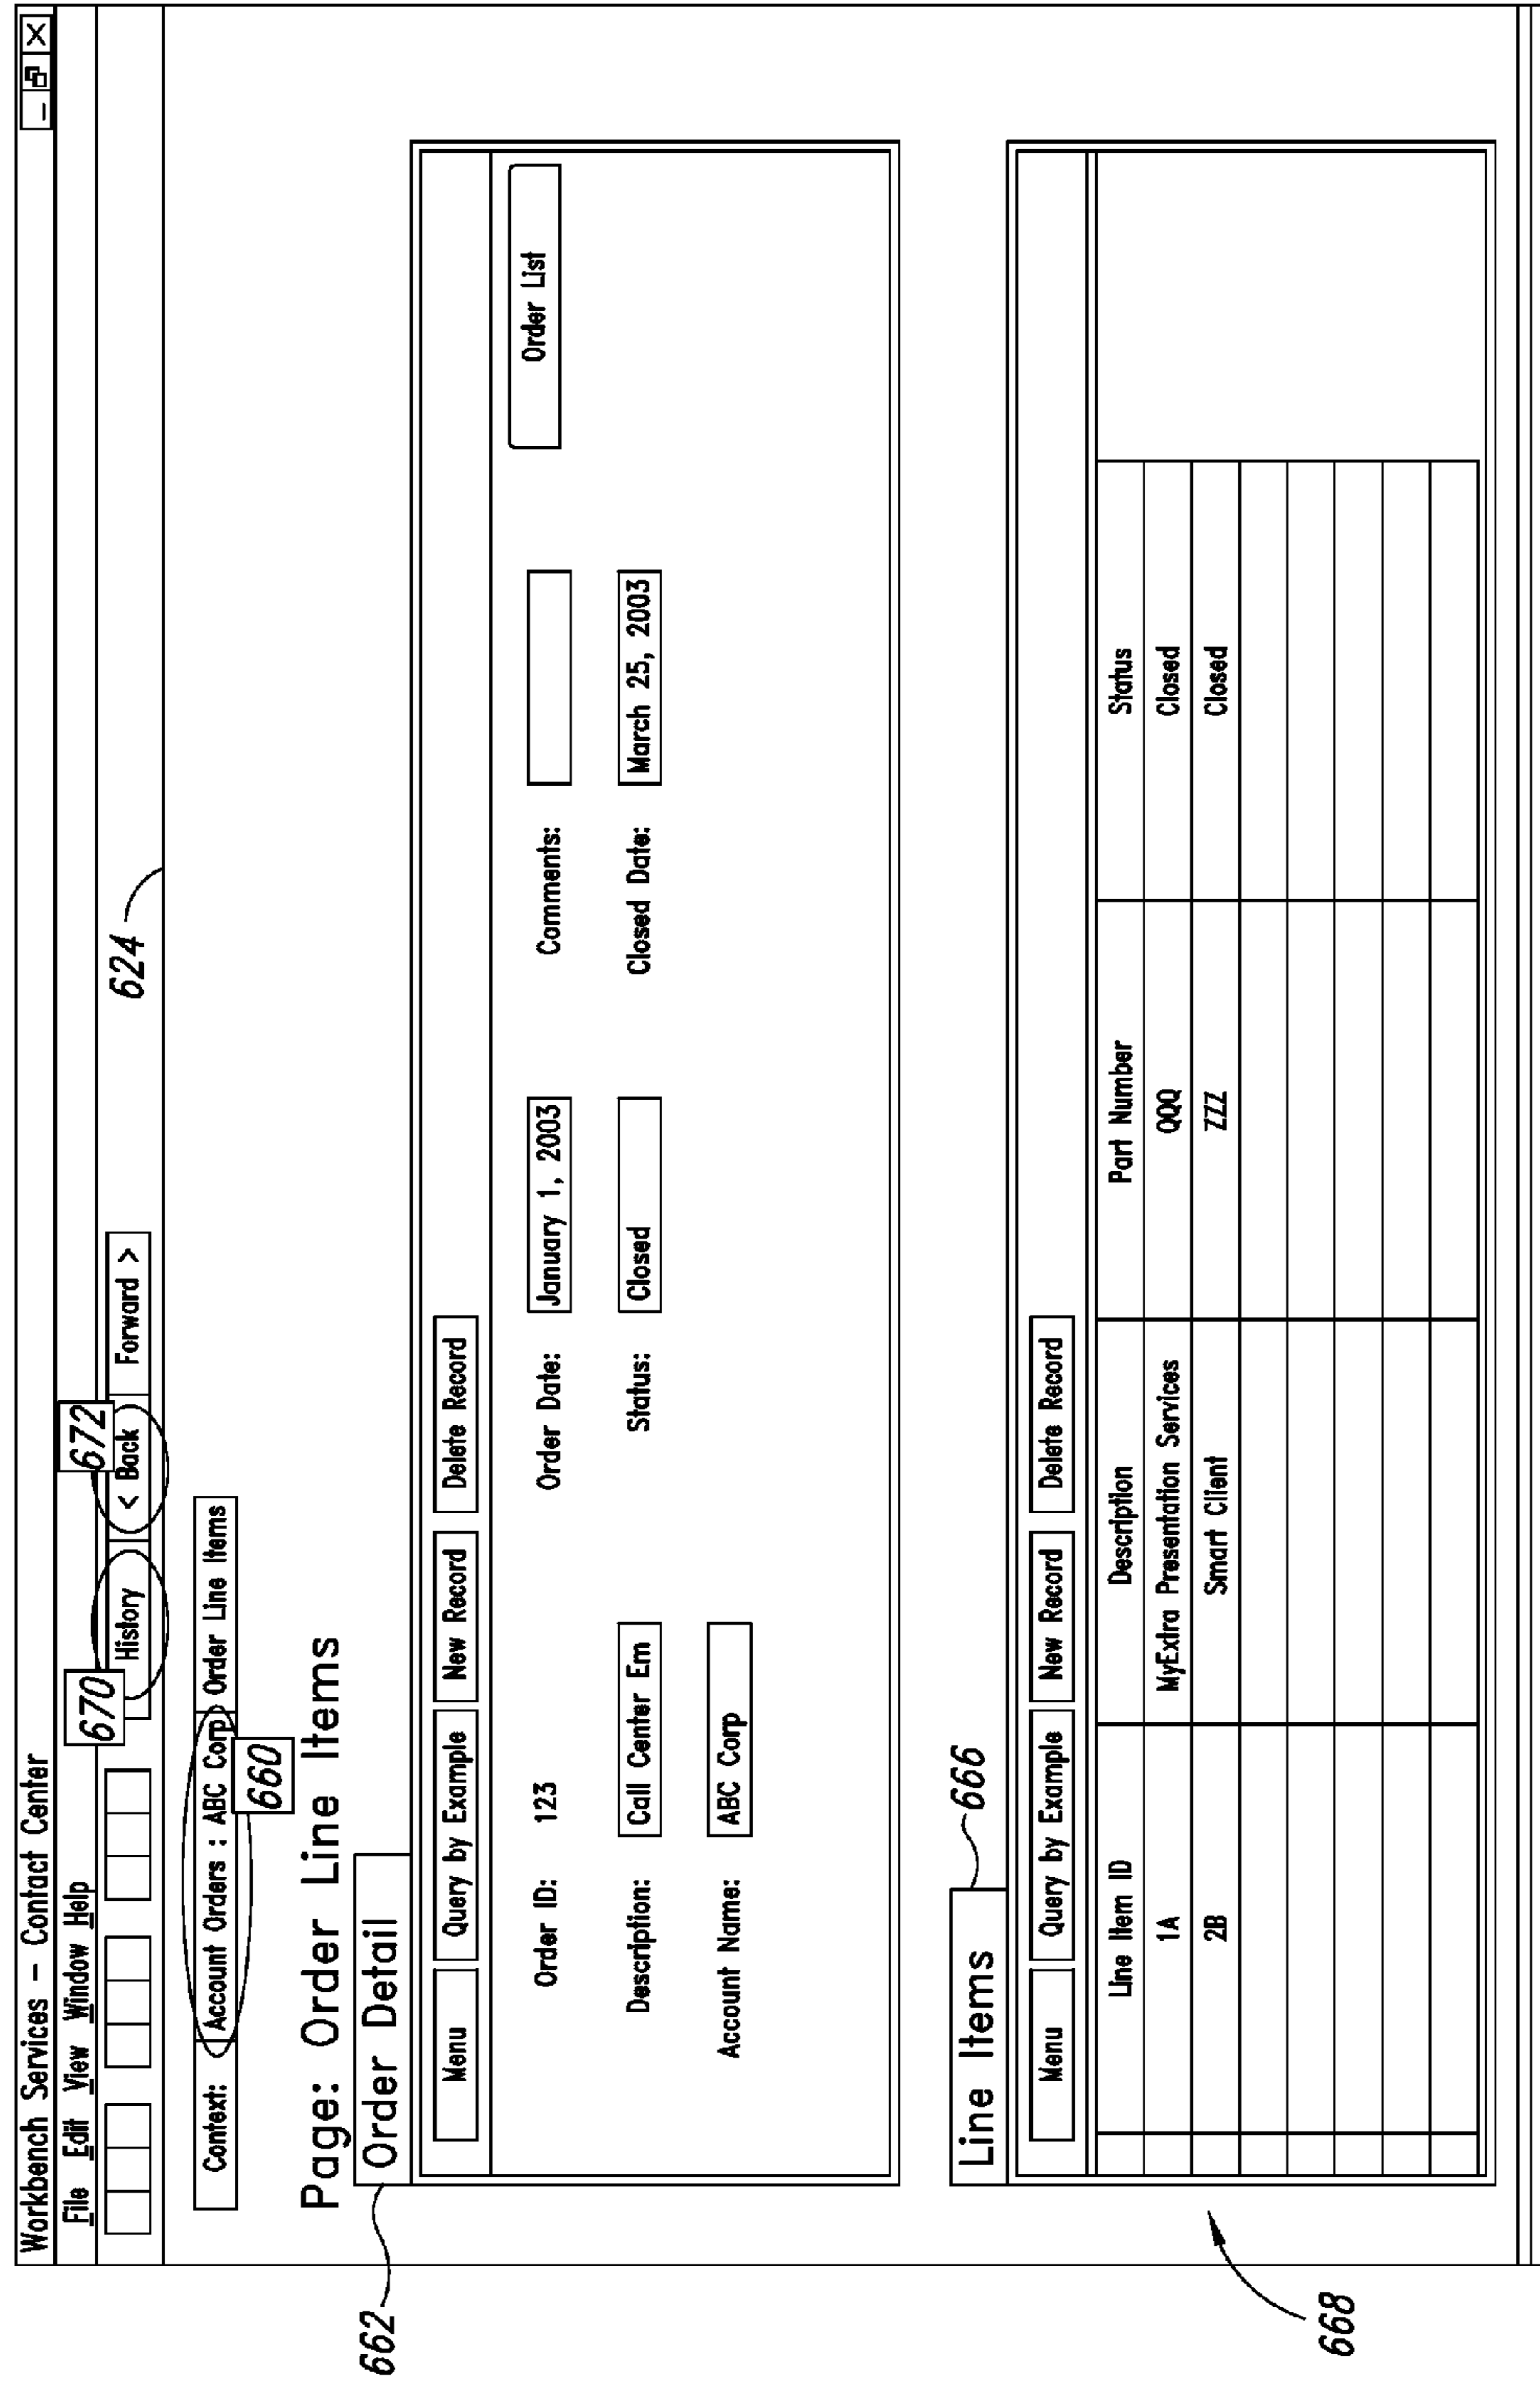 Workbench Services – Contact Center
File Edit View Window Help
670
672
History < Back Forward >
624
Context: Account Orders : ABC Corp Order Line Items
660
Page: Order Line Items
662
Order Detail
Menu Query by Example New Record Delete Record
Order ID: 123 Order Date: January 1, 2003 Comments: Order List
Description: Call Center Em Status: Closed Closed Date: March 25, 2003
Account Name: ABC Corp
Line Items
666
Menu Query by Example New Record Delete Record
Line Item ID Description Part Number Status
1A MyExtra Presentation Services QQQ Closed
2B Smart Client ZZZ Closed
668